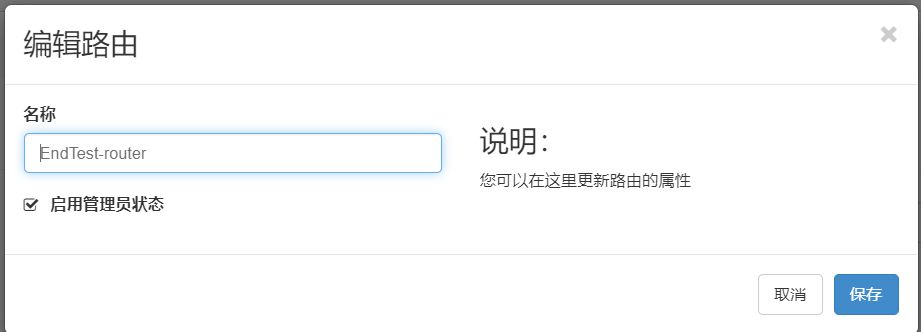 编辑路由
×
名称
EndTest-router
启用管理员状态
说明：
您可以在这里更新路由的属性
取消
保存